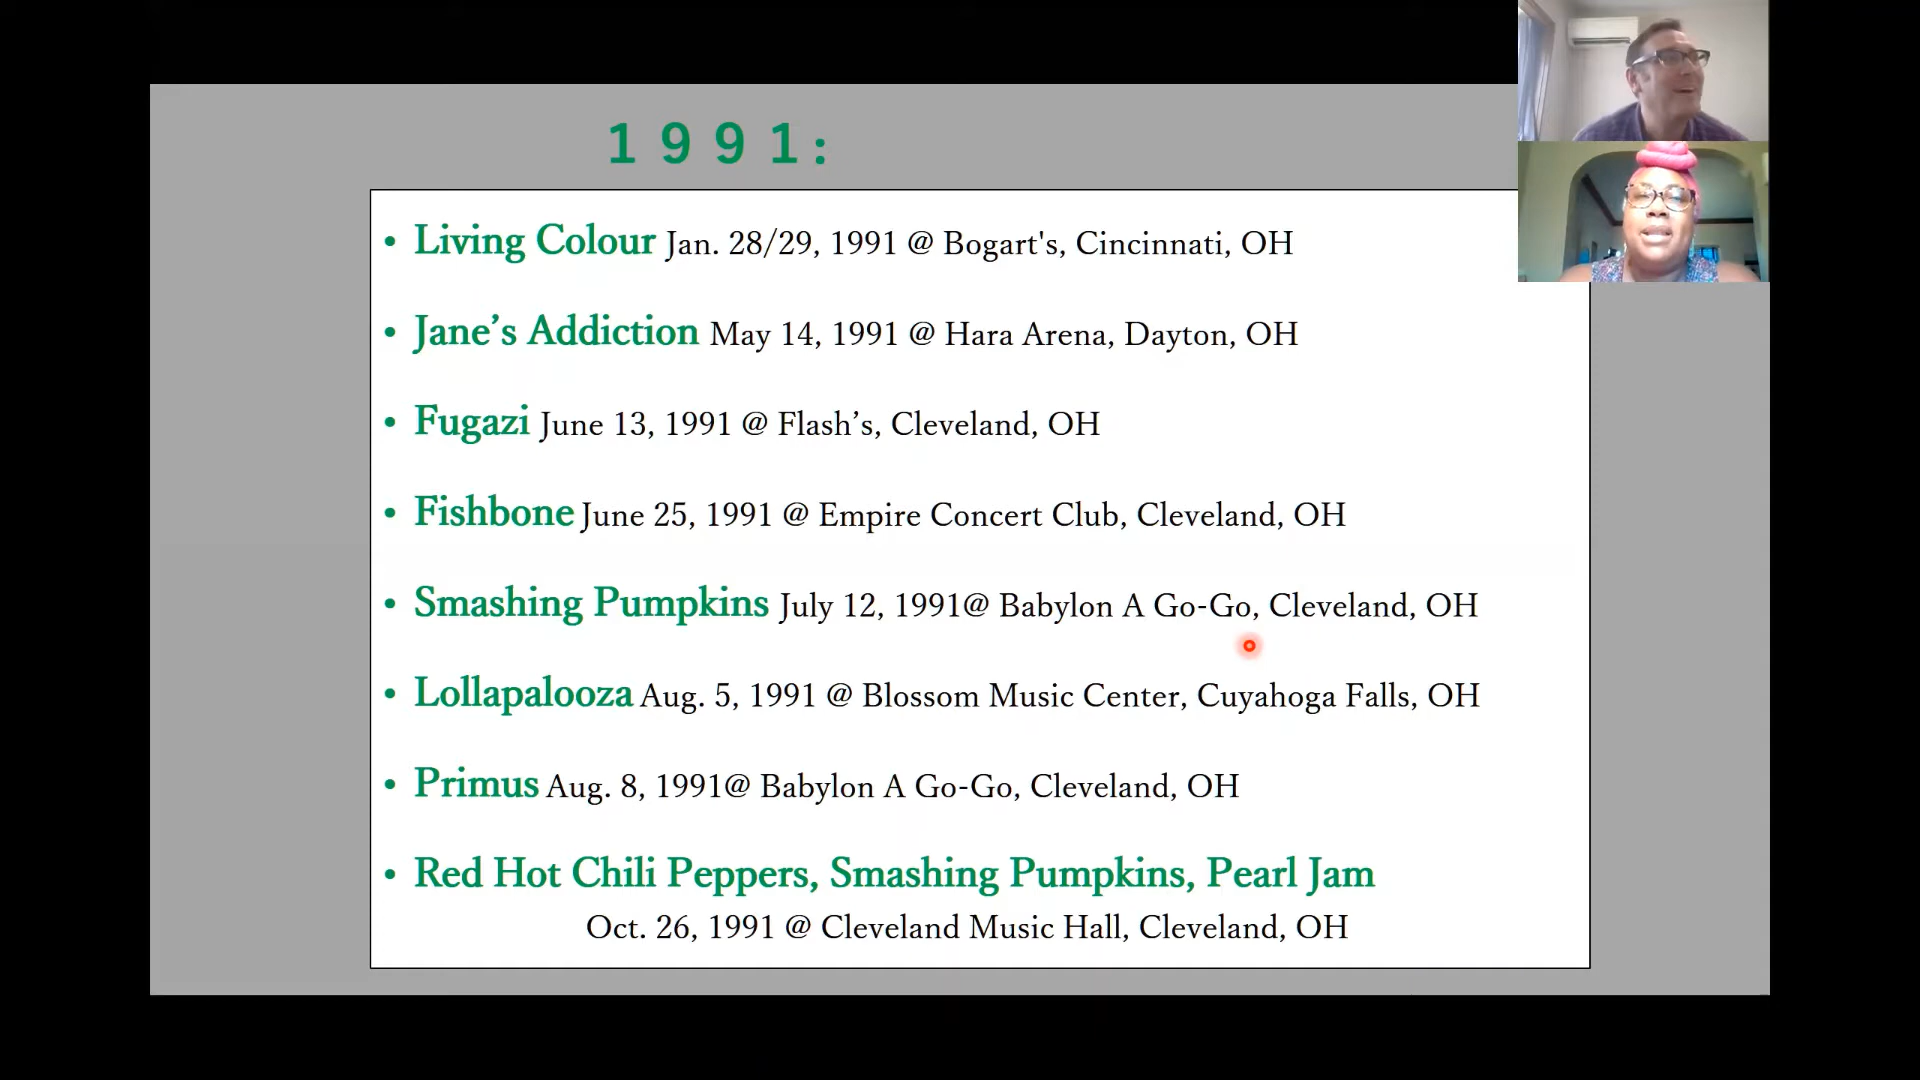 1991:
• Living Colour Jan. 28/29, 1991 @ Bogart's, Cincinnati, OH
• Jane’s Addiction May 14, 1991 @ Hara Arena, Dayton, OH
• Fugazi June 13, 1991 @ Flash’s, Cleveland, OH
• Fishbone June 25, 1991 @ Empire Concert Club, Cleveland, OH
• Smashing Pumpkins July 12, 1991@ Babylon A Go-Go, Cleveland, OH
• Lollapalooza Aug. 5, 1991 @ Blossom Music Center, Cuyahoga Falls, OH
• Primus Aug. 8, 1991@ Babylon A Go-Go, Cleveland, OH
• Red Hot Chili Peppers, Smashing Pumpkins, Pearl Jam
Oct. 26, 1991 @ Cleveland Music Hall, Cleveland, OH